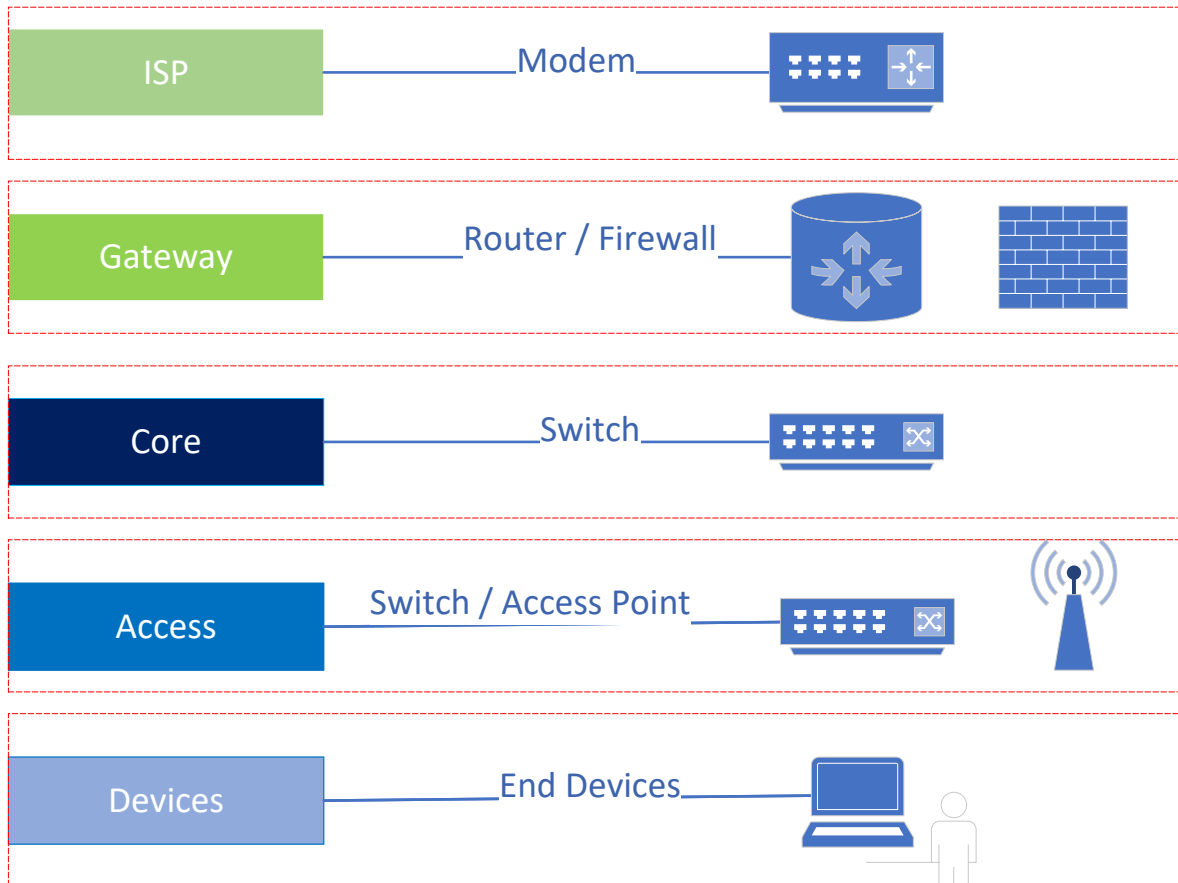 ISP
Modem
Gateway
Router / Firewall
Core
Switch
Access
Switch / Access Point
Devices
End Devices